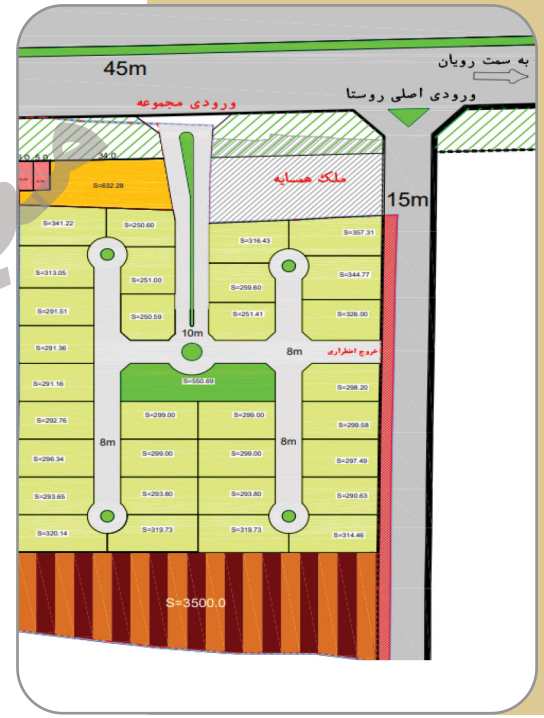 به سمت رویان
45m
ورودی اصلی روستا
ورودی مجموعه
34.0
S=632.28
ملک همسایه
15m
S=341.22
S=250.60
S=316.43
S=357.31
S=313.05
S=251.00
S=259.60
S=344.77
S=291.51
S=250.59
S=251.41
S=326.00
10m
S=291.36
8m
خروج اضطراری
S=291.16
S=550.69
S=298.20
S=292.76
S=299.00
S=299.00
S=299.58
8m
8m
S=296.34
S=299.00
S=299.00
S=297.49
S=293.65
S=293.80
S=293.80
S=290.63
S=320.14
S=319.73
S=319.73
S=314.46
S=3500.0